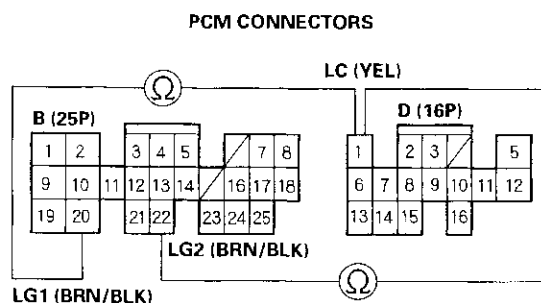 PCM CONNECTORS
LC (YEL)
Ω
B (25P)
D (16P)
1 2 3 4 5 7 8
1 2 3 5
9 10 11 12 13 14 16 17 18
6 7 8 9 10 11 12
19 20 21 22 23 24 25
13 14 15 16
LG2 (BRN/BLK)
Ω
LG1 (BRN/BLK)